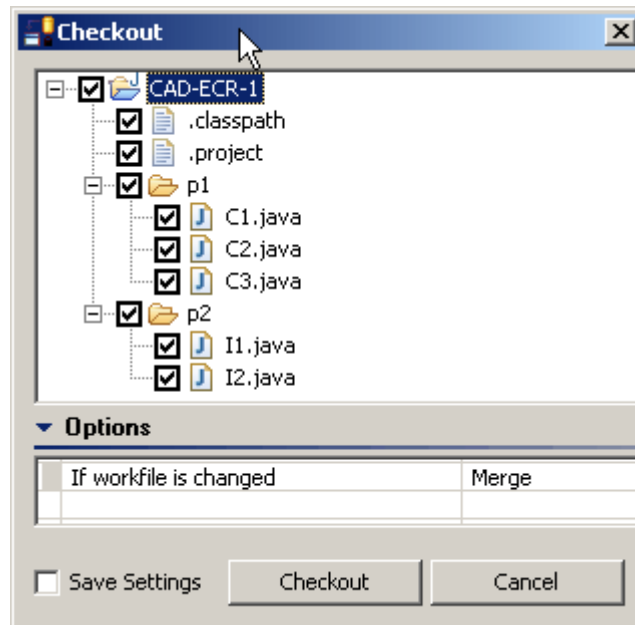 Checkout
CAD-ECR-1
.classpath
.project
p1
C1.java
C2.java
C3.java
p2
I1.java
I2.java
Options
If workfile is changed Merge
Save Settings Checkout Cancel